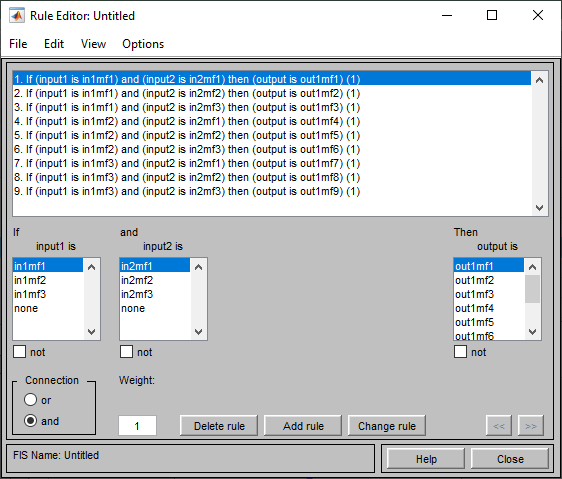 Rule Editor: Untitled
File Edit View Options
1. If (input1 is in1mf1) and (input2 is in2mf1) then (output is out1mf1) (1)
2. If (input1 is in1mf1) and (input2 is in2mf2) then (output is out1mf2) (1)
3. If (input1 is in1mf1) and (input2 is in2mf3) then (output is out1mf3) (1)
4. If (input1 is in1mf2) and (input2 is in2mf1) then (output is out1mf4) (1)
5. If (input1 is in1mf2) and (input2 is in2mf2) then (output is out1mf5) (1)
6. If (input1 is in1mf2) and (input2 is in2mf3) then (output is out1mf6) (1)
7. If (input1 is in1mf3) and (input2 is in2mf1) then (output is out1mf7) (1)
8. If (input1 is in1mf3) and (input2 is in2mf2) then (output is out1mf8) (1)
9. If (input1 is in1mf3) and (input2 is in2mf3) then (output is out1mf9) (1)
If
input1 is
in1mf1
in1mf2
in1mf3
none
not
and
input2 is
in2mf1
in2mf2
in2mf3
none
not
Then
output is
out1mf1
out1mf2
out1mf3
out1mf4
out1mf5
out1mf6
not
Connection
or
and
Weight:
1
Delete rule
Add rule
Change rule
<<
>>
FIS Name: Untitled
Help
Close